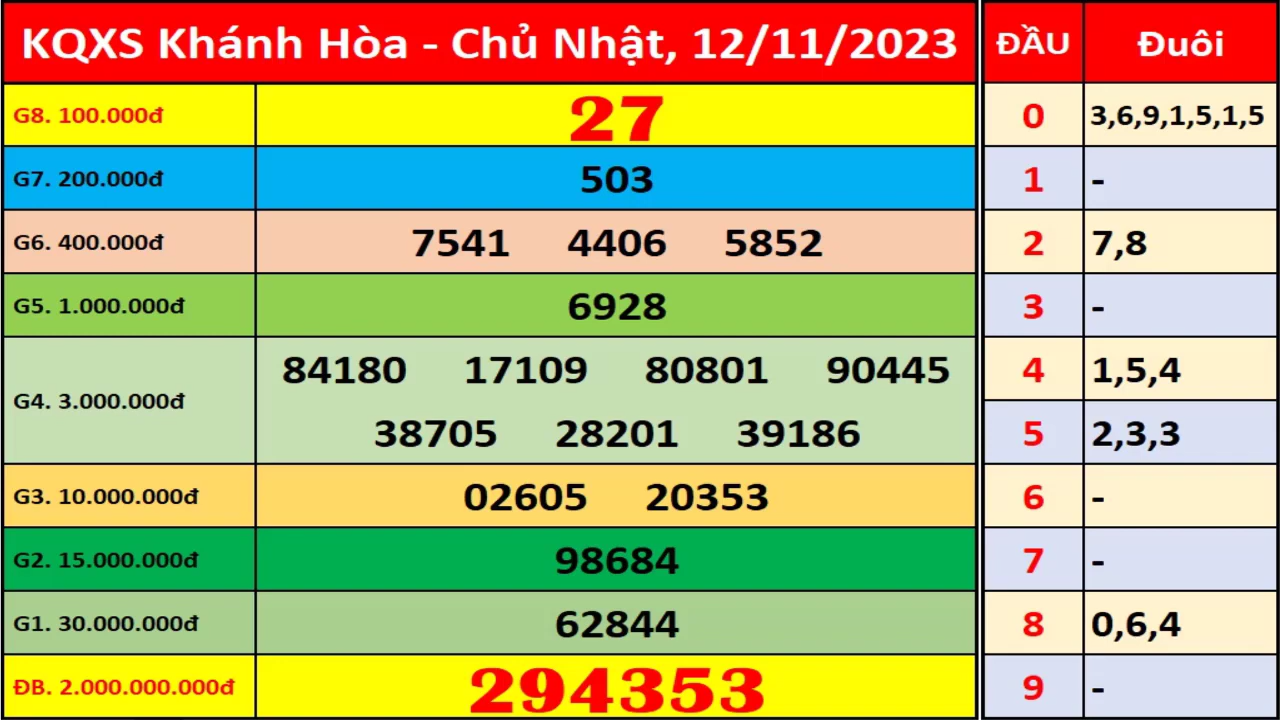 KQXS Khánh Hòa - Chủ Nhật, 12/11/2023
G8. 100.000đ 27
G7. 200.000đ 503
G6. 400.000đ 7541 4406 5852
G5. 1.000.000đ 6928
G4. 3.000.000đ 84180 17109 80801 90445
38705 28201 39186
G3. 10.000.000đ 02605 20353
G2. 15.000.000đ 98684
G1. 30.000.000đ 62844
ĐB. 2.000.000.000đ 294353
ĐẦU Đuôi
0 3,6,9,1,5,1,5
1 -
2 7,8
3 -
4 1,5,4
5 2,3,3
6 -
7 -
8 0,6,4
9 -